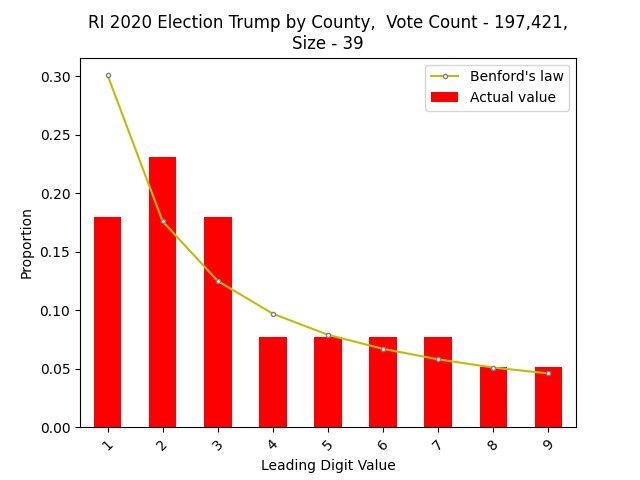 RI 2020 Election Trump by County,  Vote Count - 197,421,
Size - 39
Benford's law
Actual value
0.30
0.25
0.20
0.15
0.10
0.05
0.00
Proportion
1
2
3
4
5
6
7
8
9
Leading Digit Value